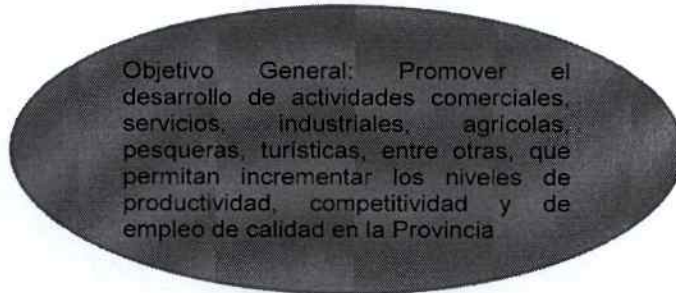 Objetivo General: Promover el
desarrollo de actividades comerciales,
servicios, industriales, agrícolas,
pesqueras, turísticas, entre otras, que
permitan incrementar los niveles de
productividad, competitividad y de
empleo de calidad en la Provincia